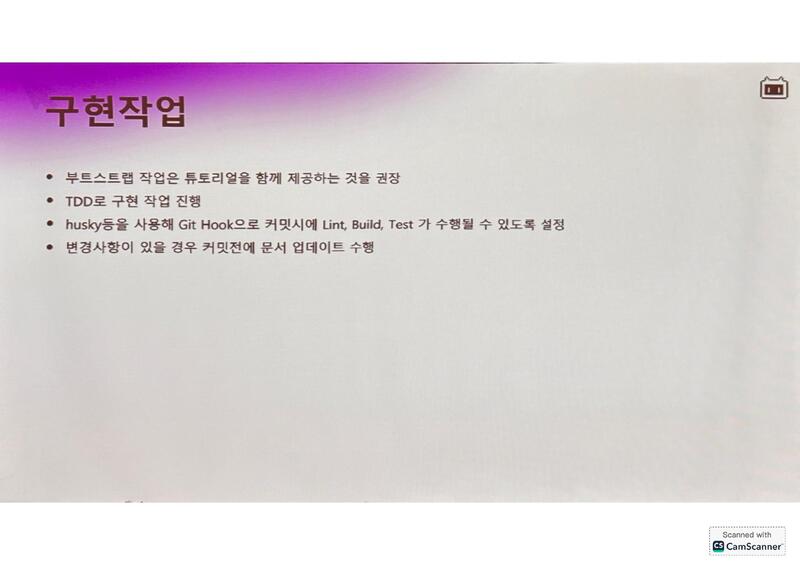 구현작업
• 부트스트랩 작업은 튜토리얼을 함께 제공하는 것을 권장
• TDD로 구현 작업 진행
• husky등을 사용해 Git Hook으로 커밋시에 Lint, Build, Test 가 수행될 수 있도록 설정
• 변경사항이 있을 경우 커밋전에 문서 업데이트 수행
Scanned with
CS CamScanner